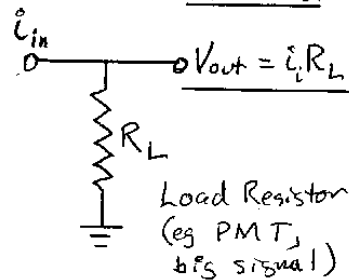 i_in
V_out = i_i R_L
R_L
Load Resistor
(eg PMT,
big signal)